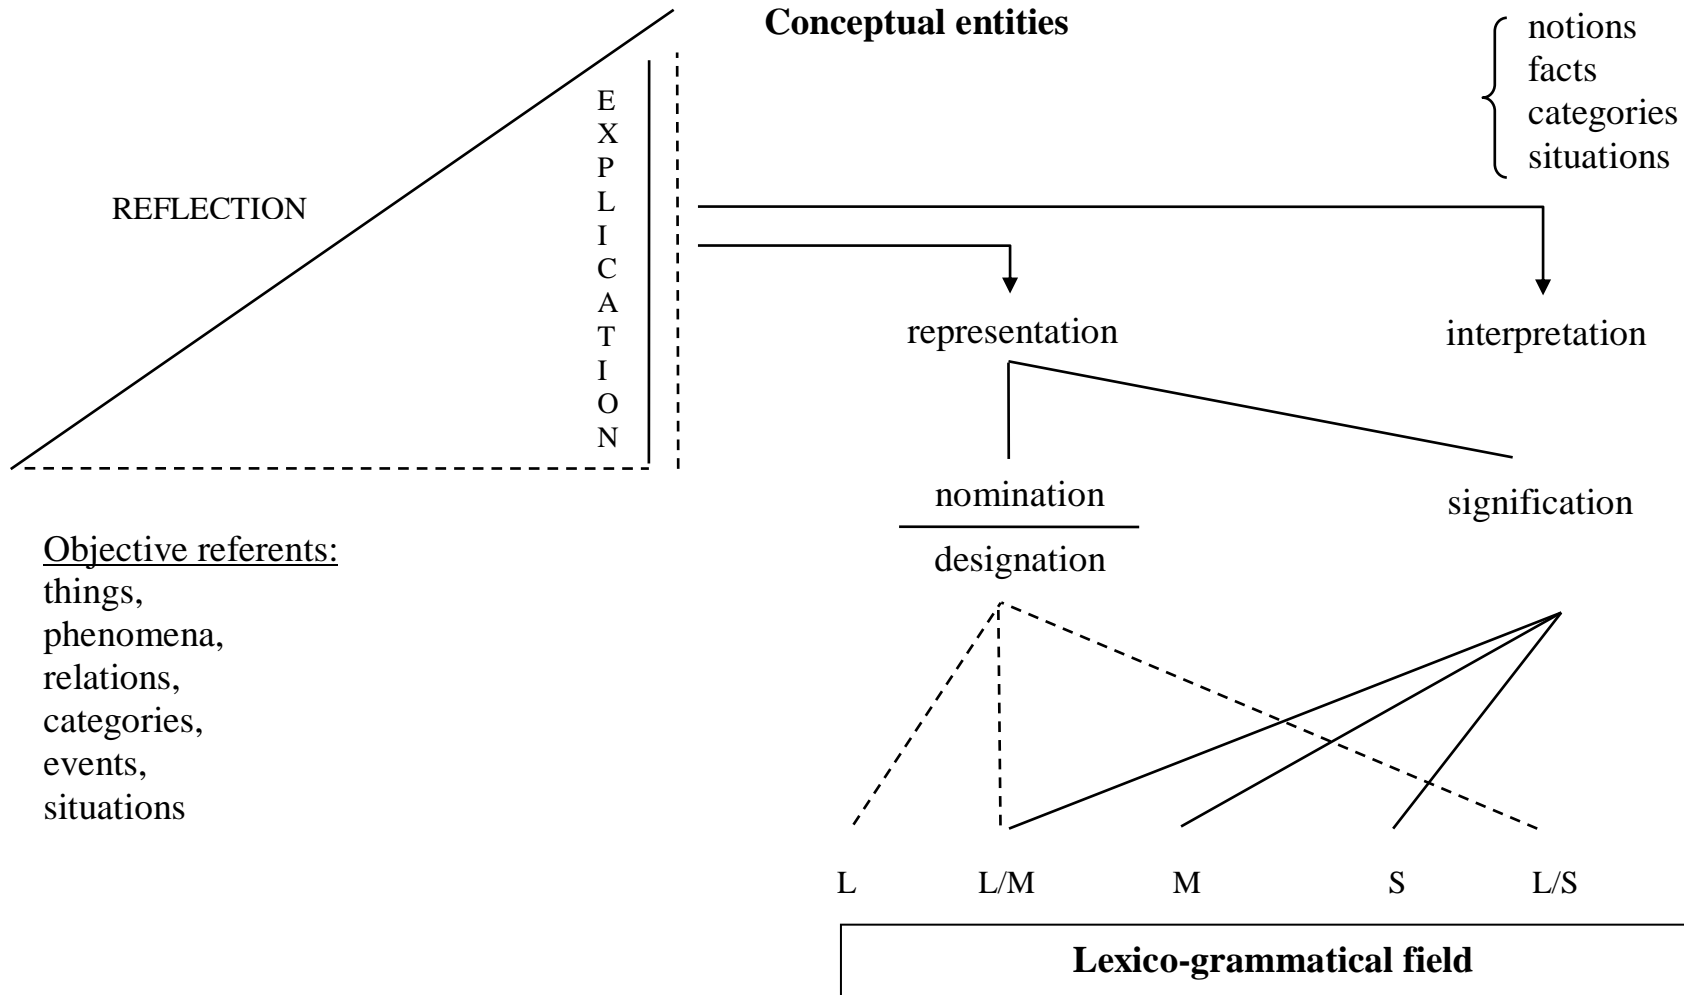 Conceptual entities
notions
facts
categories
situations
REFLECTION
EXPLICATION
representation
interpretation
nomination
designation
signification
Objective referents:
things,
phenomena,
relations,
categories,
events,
situations
L L/M M S L/S
Lexico-grammatical field